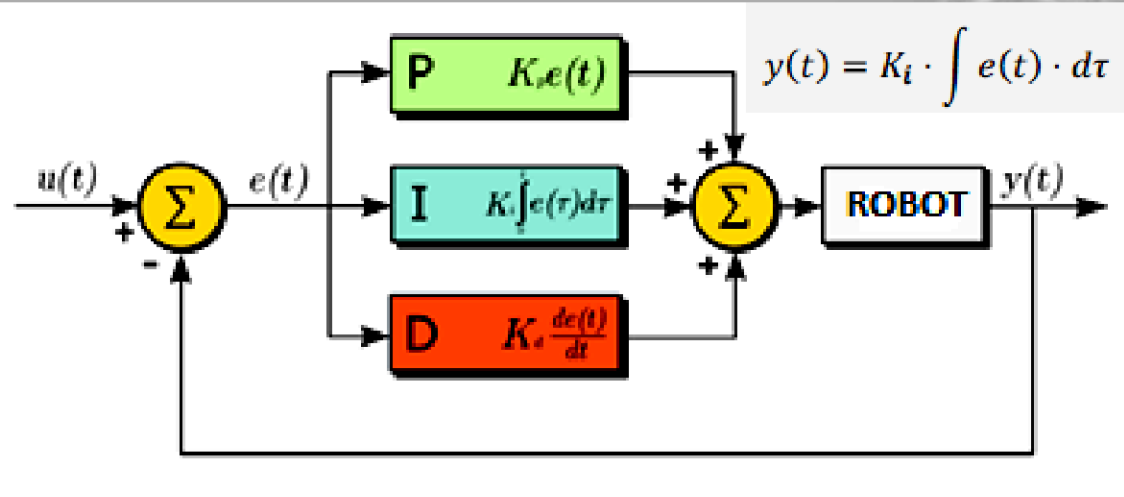 y(t) = Kᵢ · ∫ e(t) · dτ
P Kₚe(t)
+
u(t) + Σ e(t) I Kᵢ∫e(τ)dτ + Σ ROBOT y(t)
-
+
D K_d de(t)/dt